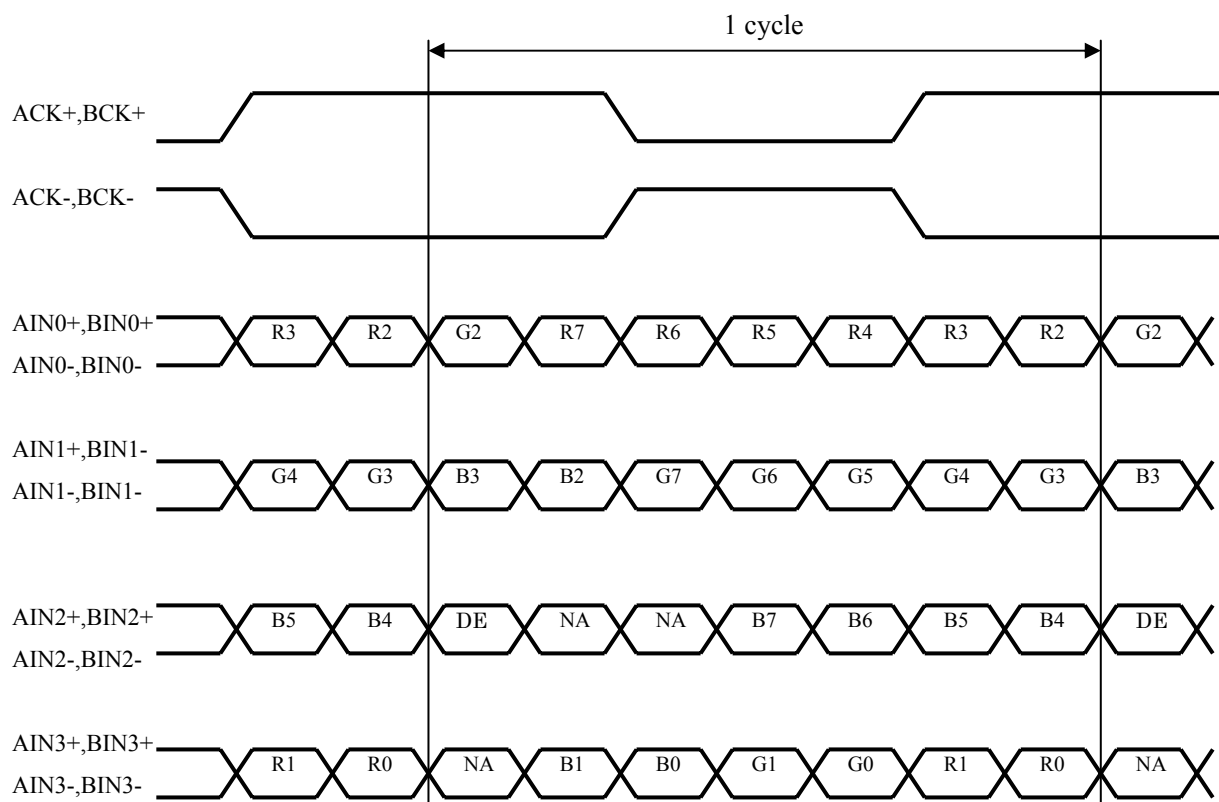 1 cycle
ACK+,BCK+
ACK-,BCK-
AIN0+,BIN0+
R3 R2 G2 R7 R6 R5 R4 R3 R2 G2
AIN0-,BIN0-
AIN1+,BIN1-
G4 G3 B3 B2 G7 G6 G5 G4 G3 B3
AIN1-,BIN1-
AIN2+,BIN2+
B5 B4 DE NA NA B7 B6 B5 B4 DE
AIN2-,BIN2-
AIN3+,BIN3+
R1 R0 NA B1 B0 G1 G0 R1 R0 NA
AIN3-,BIN3-